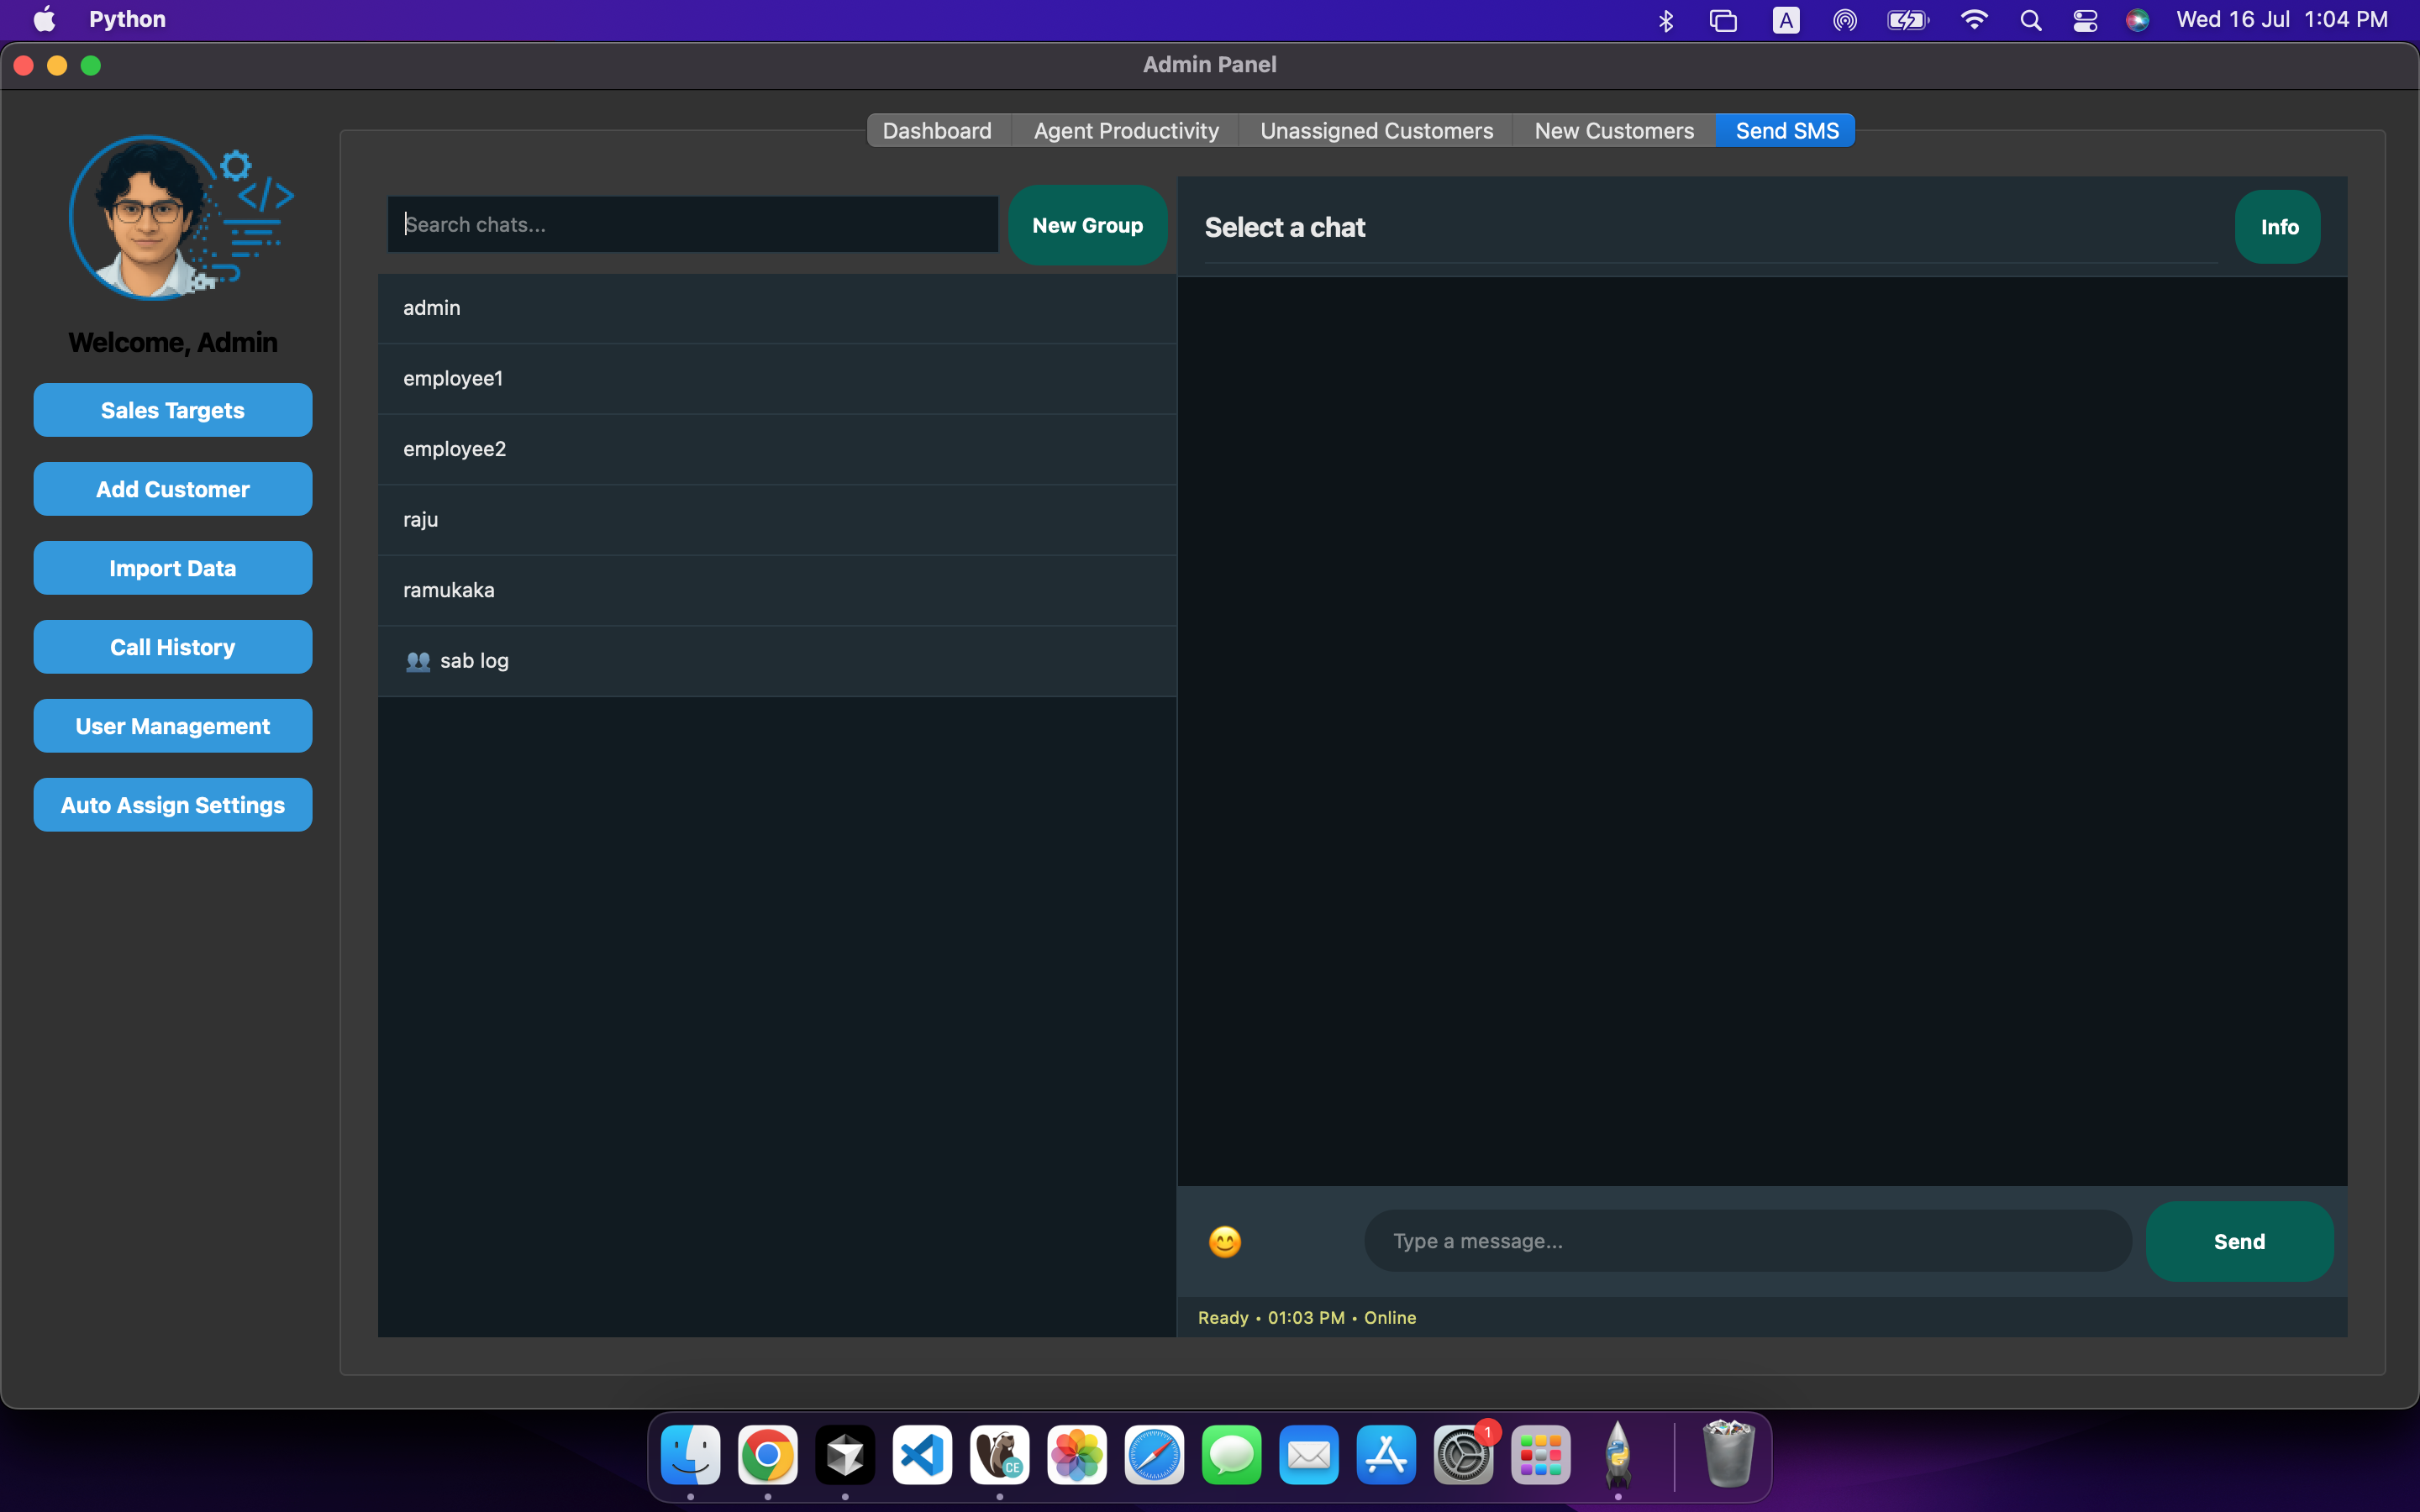 Python
A
Wed 16 Jul 1:04 PM
Admin Panel
Dashboard
Agent Productivity
Unassigned Customers
New Customers
Send SMS
</>
Welcome, Admin
Sales Targets
Add Customer
Import Data
Call History
User Management
Auto Assign Settings
Search chats...
New Group
admin
employee1
employee2
raju
ramukaka
👥 sab log
Select a chat
Info
😊
Type a message...
Send
Ready • 01:03 PM • Online
CE
1